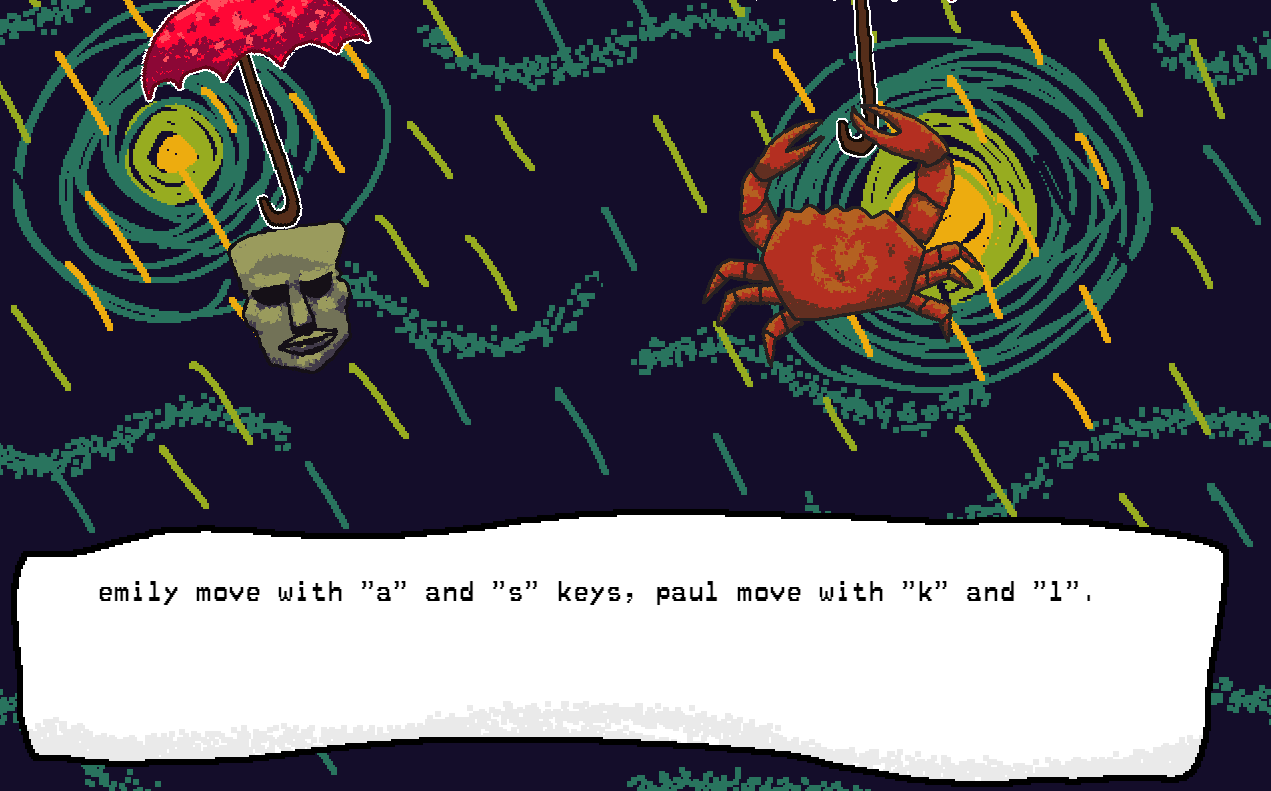 emily move with ”a” and ”s” keys, paul move with ”k” and ”l”.